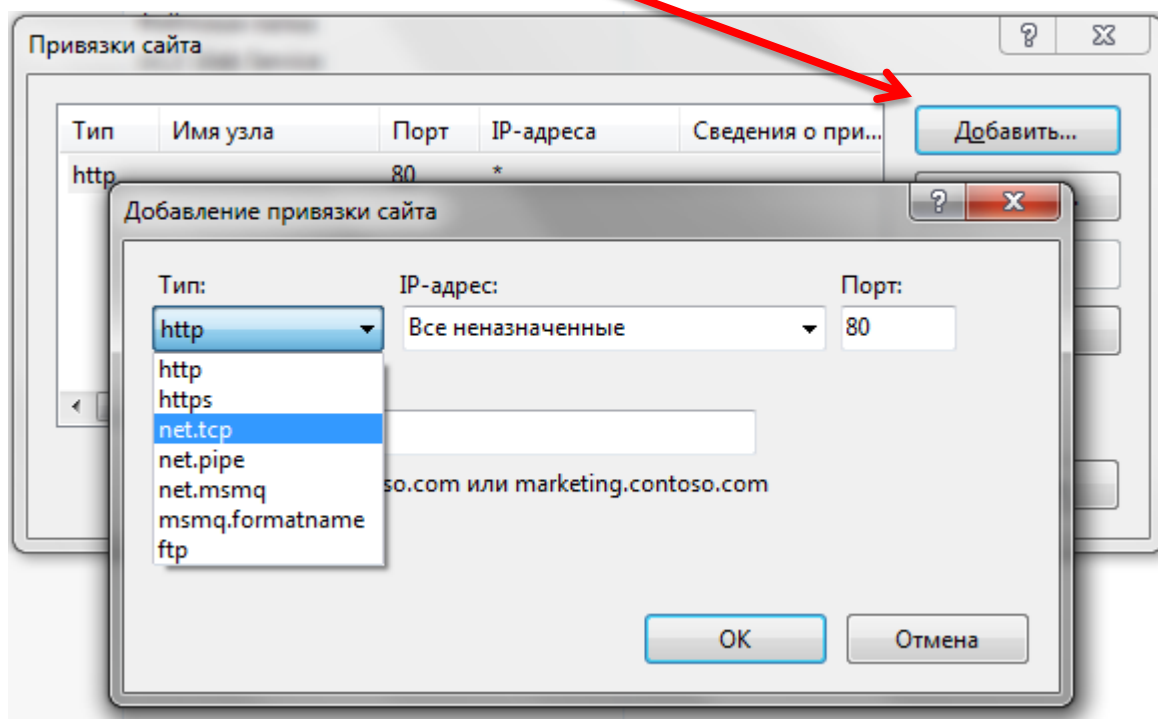 Привязки сайта
Тип Имя узла Порт IP-адреса Сведения о при...
Добавить...
http 80 *
Добавление привязки сайта
Тип: IP-адрес: Порт:
http Все неназначенные 80
http
https
net.tcp
net.pipe
net.msmq so.com или marketing.contoso.com
msmq.formatname
ftp
OK Отмена